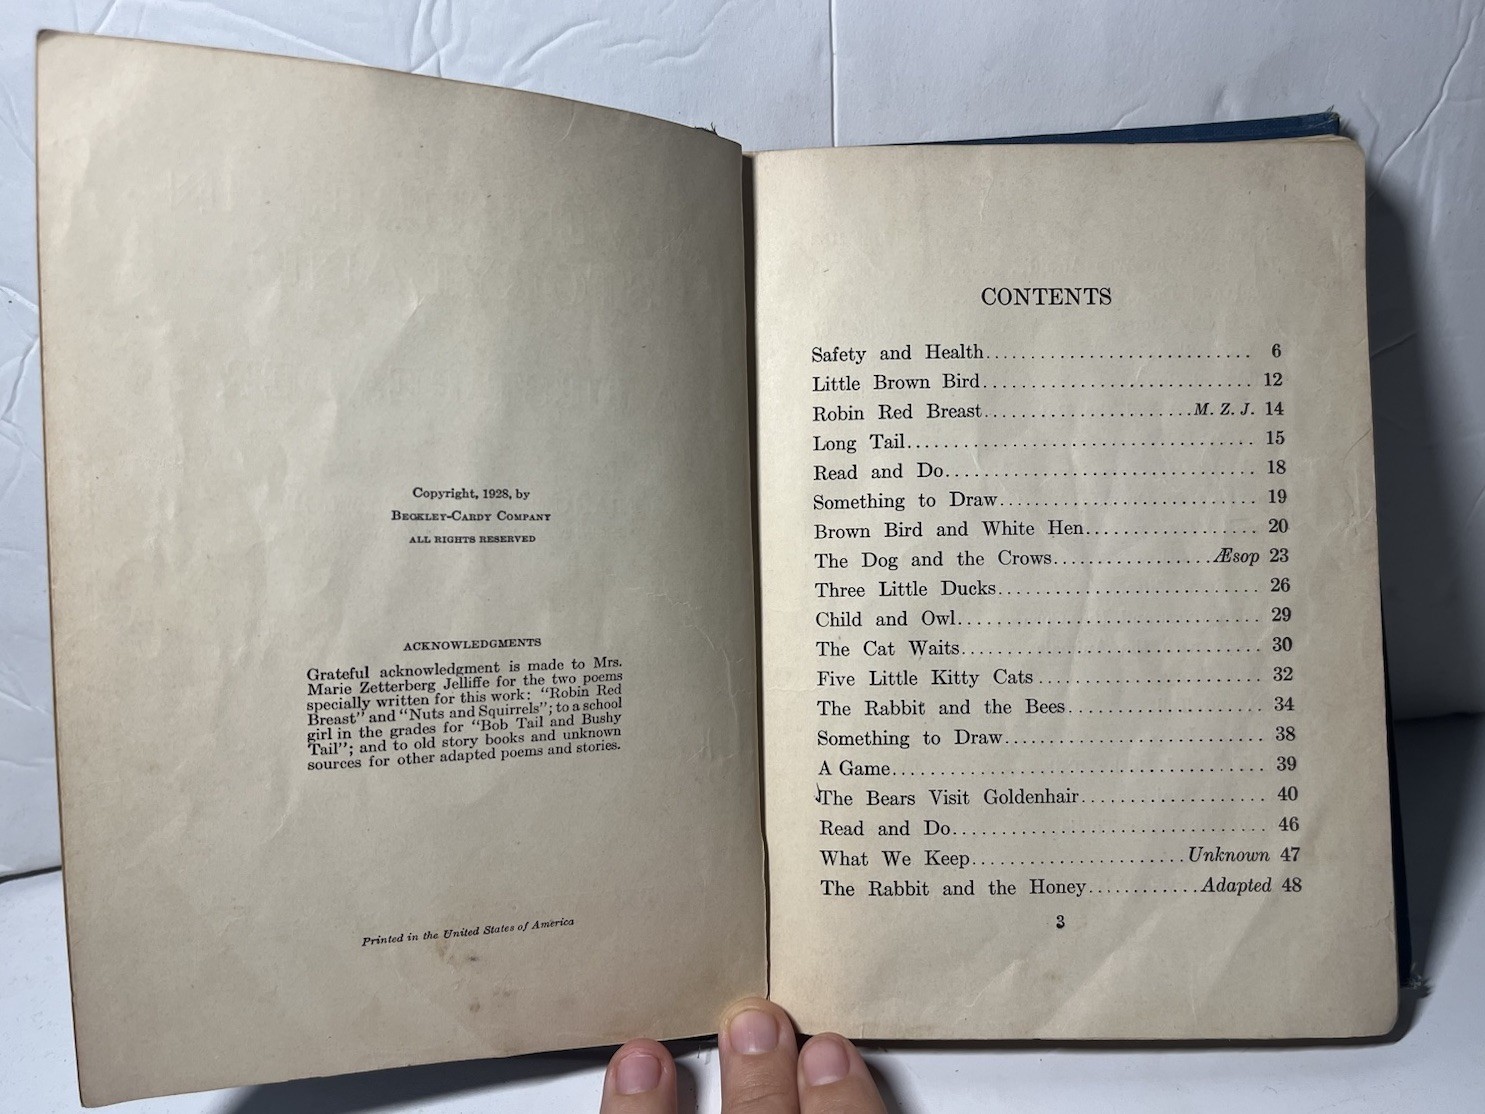 Copyright, 1928, by
BECKLEY-CARDY COMPANY
ALL RIGHTS RESERVED
ACKNOWLEDGMENTS
Grateful acknowledgment is made to Mrs.
Marie Zetterberg Jelliffe for the two poems
specially written for this work: "Robin Red
Breast" and "Nuts and Squirrels"; to a school
girl in the grades for "Bob Tail and Bushy
Tail"; and to old story books and unknown
sources for other adapted poems and stories.
Printed in the United States of America
CONTENTS
Safety and Health............................ 6
Little Brown Bird............................ 12
Robin Red Breast.......................M. Z. J. 14
Long Tail...................................... 15
Read and Do.................................. 18
Something to Draw............................ 19
Brown Bird and White Hen................... 20
The Dog and the Crows..................Æsop 23
Three Little Ducks............................ 26
Child and Owl................................. 29
The Cat Waits................................. 30
Five Little Kitty Cats ......................... 32
The Rabbit and the Bees...................... 34
Something to Draw............................. 38
A Game......................................... 39
The Bears Visit Goldenhair..................... 40
Read and Do................................... 46
What We Keep........................Unknown 47
The Rabbit and the Honey............Adapted 48
3